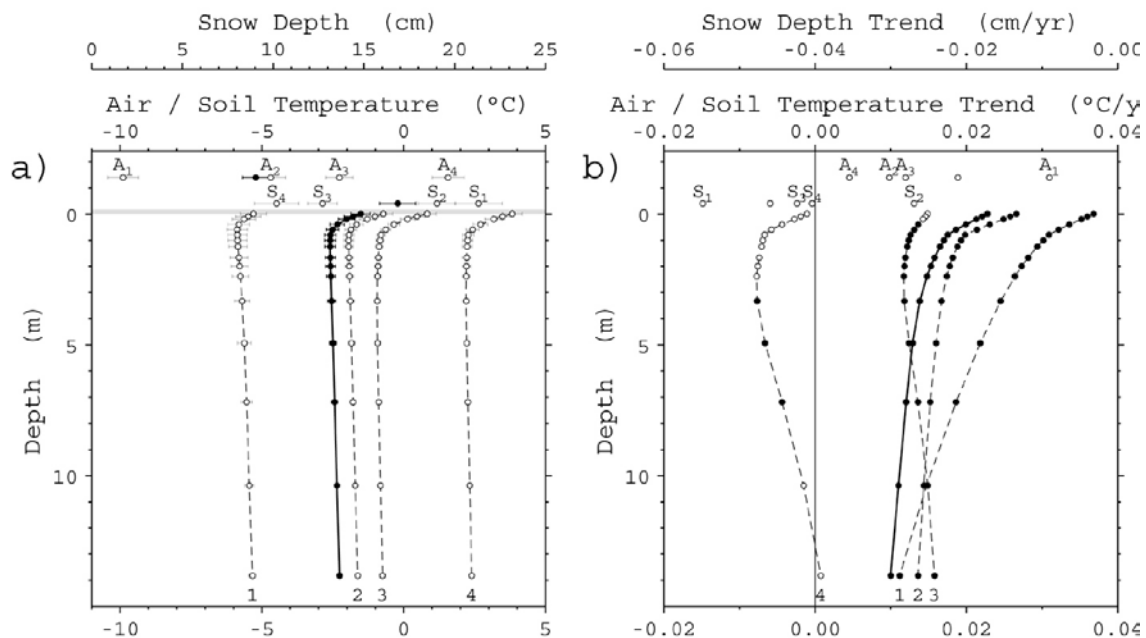 Snow Depth (cm) Snow Depth Trend (cm/yr)
0 5 10 15 20 25 -0.06 -0.04 -0.02 0.00
Air / Soil Temperature (ºC) Air / Soil Temperature Trend (ºC/y
-10 -5 0 5 -0.02 0.00 0.02 0.04
a) b)
A1 A2 A3 A4 A4 A2 A3 A1
S4 S3 S2 S1 S1 S3 S4 S2
0 0
5 5
10 10
Depth (m) Depth (m)
1 2 3 4 4 1 2 3
-10 -5 0 5 -0.02 0.00 0.02 0.04